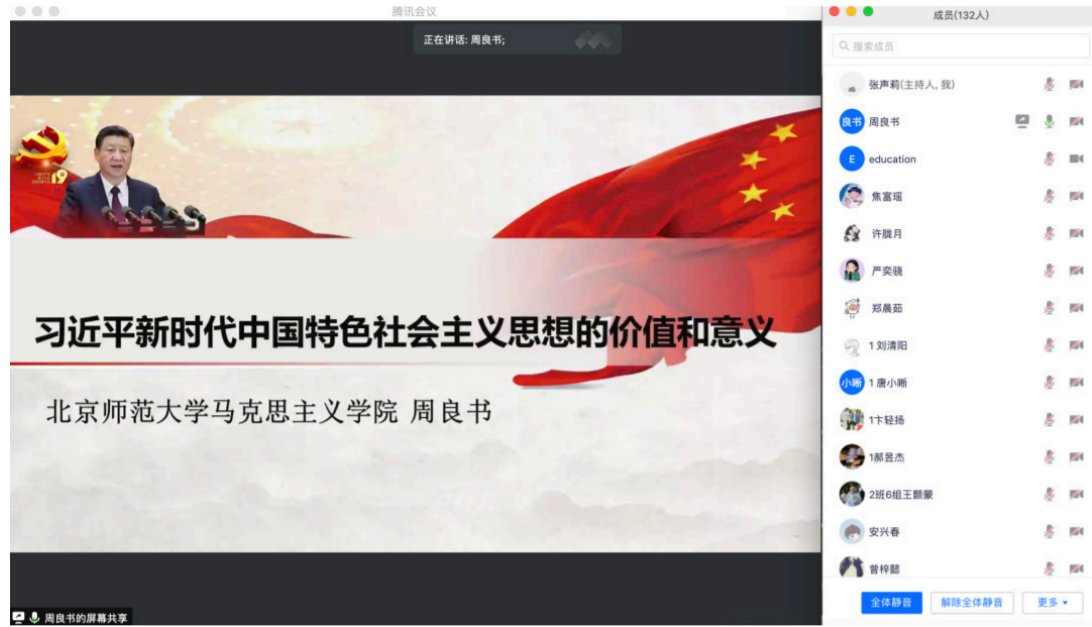 腾讯会议
正在讲话: 周良书;
19
习近平新时代中国特色社会主义思想的价值和意义
北京师范大学马克思主义学院 周良书
周良书的屏幕共享
成员(132人)
搜索成员
张声莉(主持人, 我)
良书 周良书
E education
焦富瑶
许胧月
严奕骁
郑晨茹
1 刘清阳
小晰 1 唐小晰
1卞轻扬
1郝昱杰
2班6组王颢蒙
安兴春
曾梓懿
全体静音 解除全体静音 更多